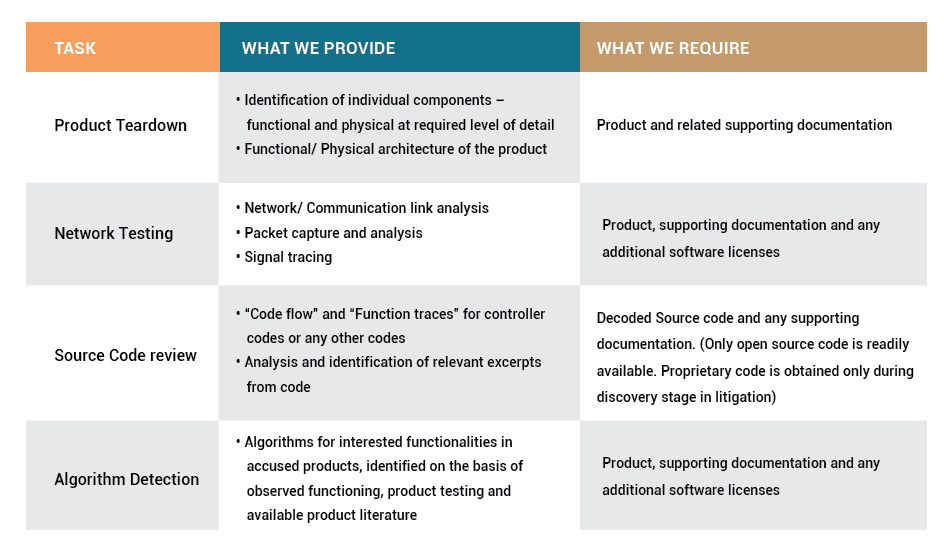 TASK
WHAT WE PROVIDE
WHAT WE REQUIRE
Product Teardown
• Identification of individual components –
functional and physical at required level of detail
• Functional/ Physical architecture of the product
Product and related supporting documentation
Network Testing
• Network/ Communication link analysis
• Packet capture and analysis
• Signal tracing
Product, supporting documentation and any
additional software licenses
Source Code review
• “Code flow” and “Function traces” for controller
codes or any other codes
• Analysis and identification of relevant excerpts
from code
Decoded Source code and any supporting
documentation. (Only open source code is readily
available. Proprietary code is obtained only during
discovery stage in litigation)
Algorithm Detection
• Algorithms for interested functionalities in
accused products, identified on the basis of
observed functioning, product testing and
available product literature
Product, supporting documentation and any
additional software licenses